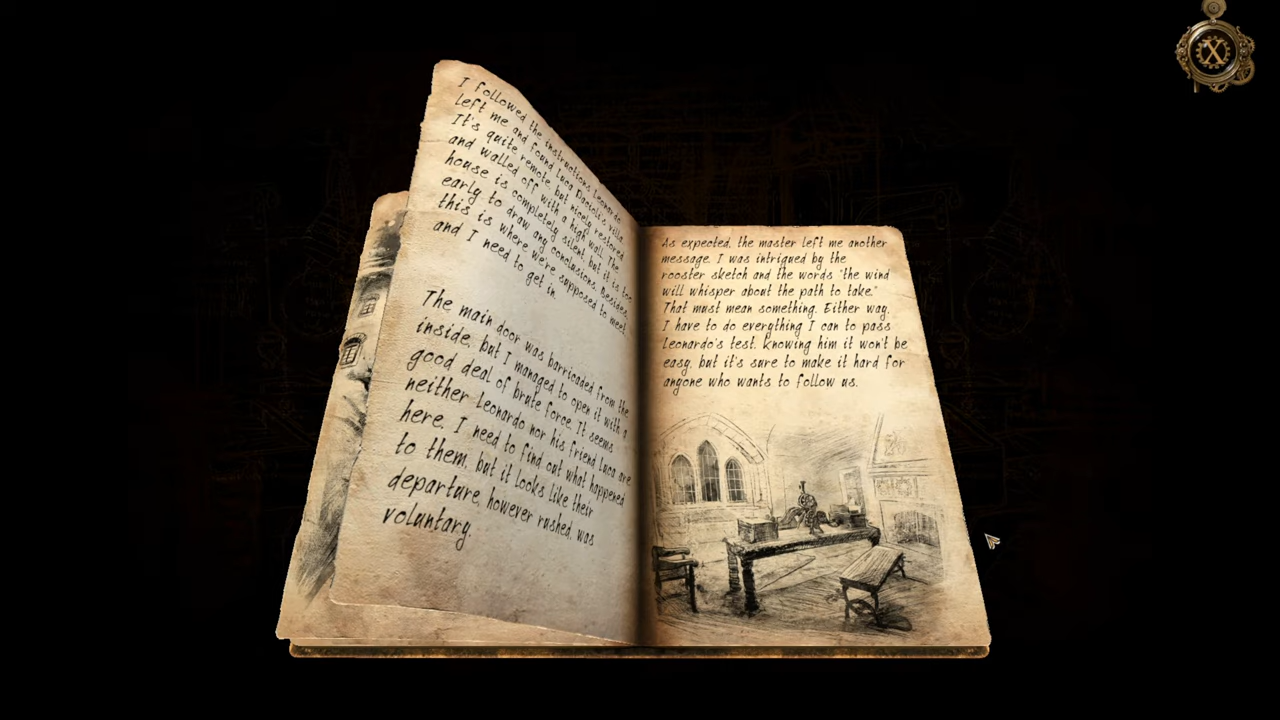 I followed the instructions Leonardo
left me and found Luca Pacioli's villa.
It's quite remote, but nicely restored
and walled off with a high wall. The
house is completely silent, but it is too
early to draw any conclusions. Besides,
this is where we're supposed to meet,
and I need to get in.
The main door was barricaded from the
inside, but I managed to open it with a
good deal of brute force. It seems
neither Leonardo nor his friend Luca are
here. I need to find out what happened
to them, but it looks like their
departure, however rushed, was
voluntary.
As expected, the master left me another
message. I was intrigued by the
rooster sketch and the words "the wind
will whisper about the path to take."
That must mean something. Either way,
I have to do everything I can to pass
Leonardo's test. Knowing him it won't be
easy, but it's sure to make it hard for
anyone who wants to follow us.
X